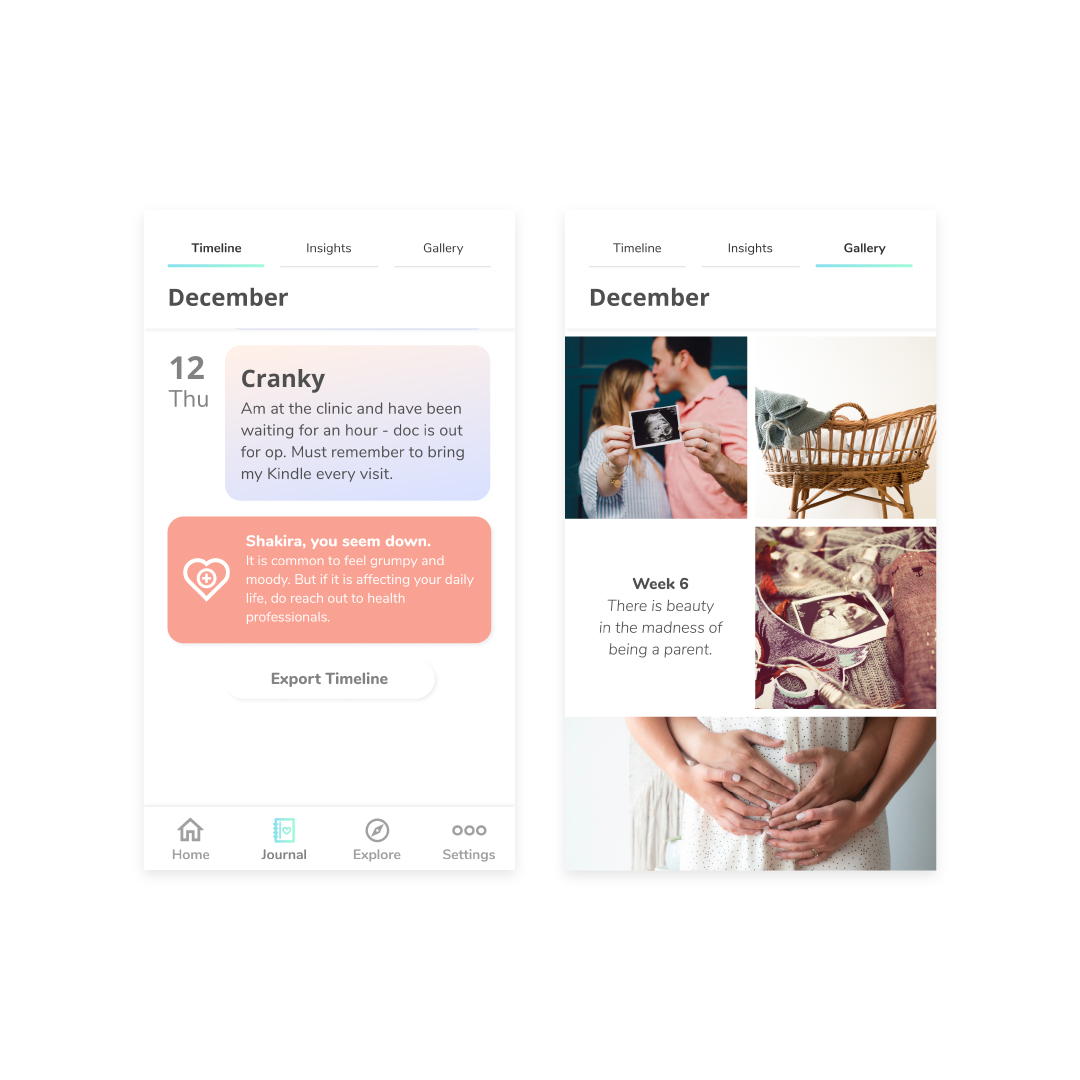 Timeline
Insights
Gallery
December
12
Thu
Cranky
Am at the clinic and have been
waiting for an hour - doc is out
for op. Must remember to bring
my Kindle every visit.
Shakira, you seem down.
It is common to feel grumpy and
moody. But if it is affecting your daily
life, do reach out to health
professionals.
Export Timeline
Home
Journal
Explore
Settings
Timeline
Insights
Gallery
December
Week 6
There is beauty
in the madness of
being a parent.